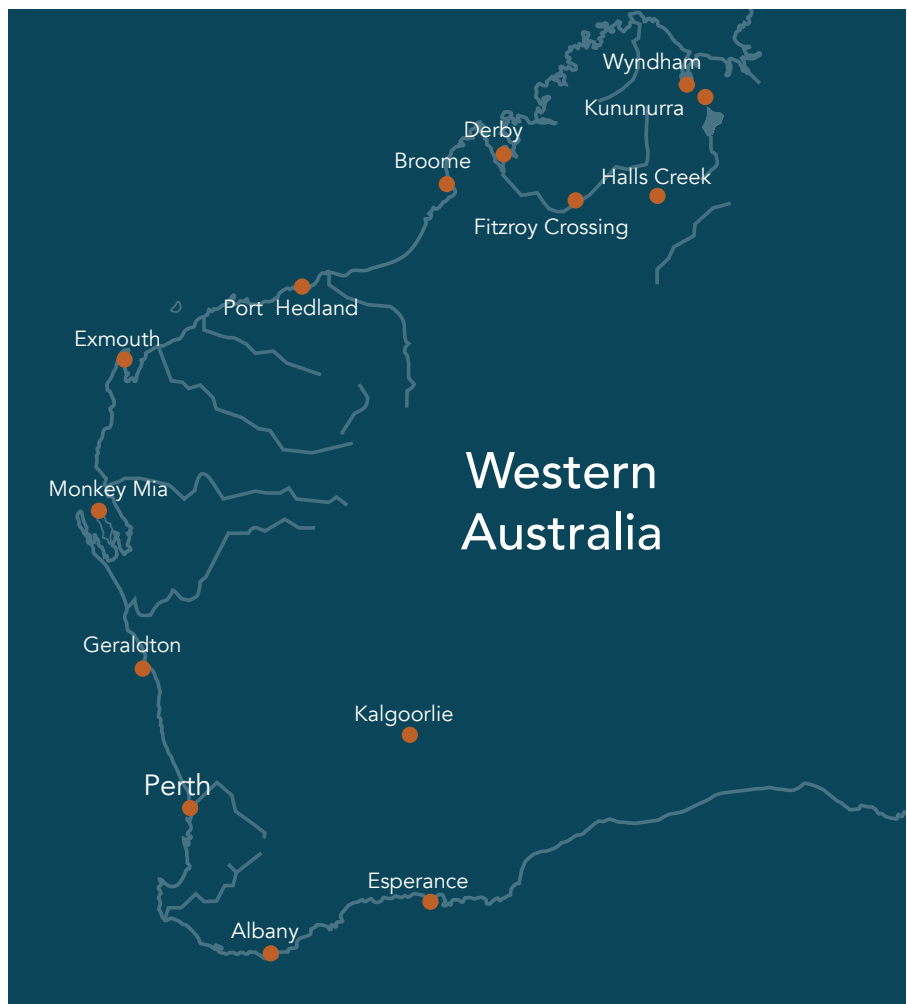 Wyndham
Kununurra
Derby
Broome
Halls Creek
Fitzroy Crossing
Port Hedland
Exmouth
Western
Australia
Monkey Mia
Geraldton
Kalgoorlie
Perth
Esperance
Albany